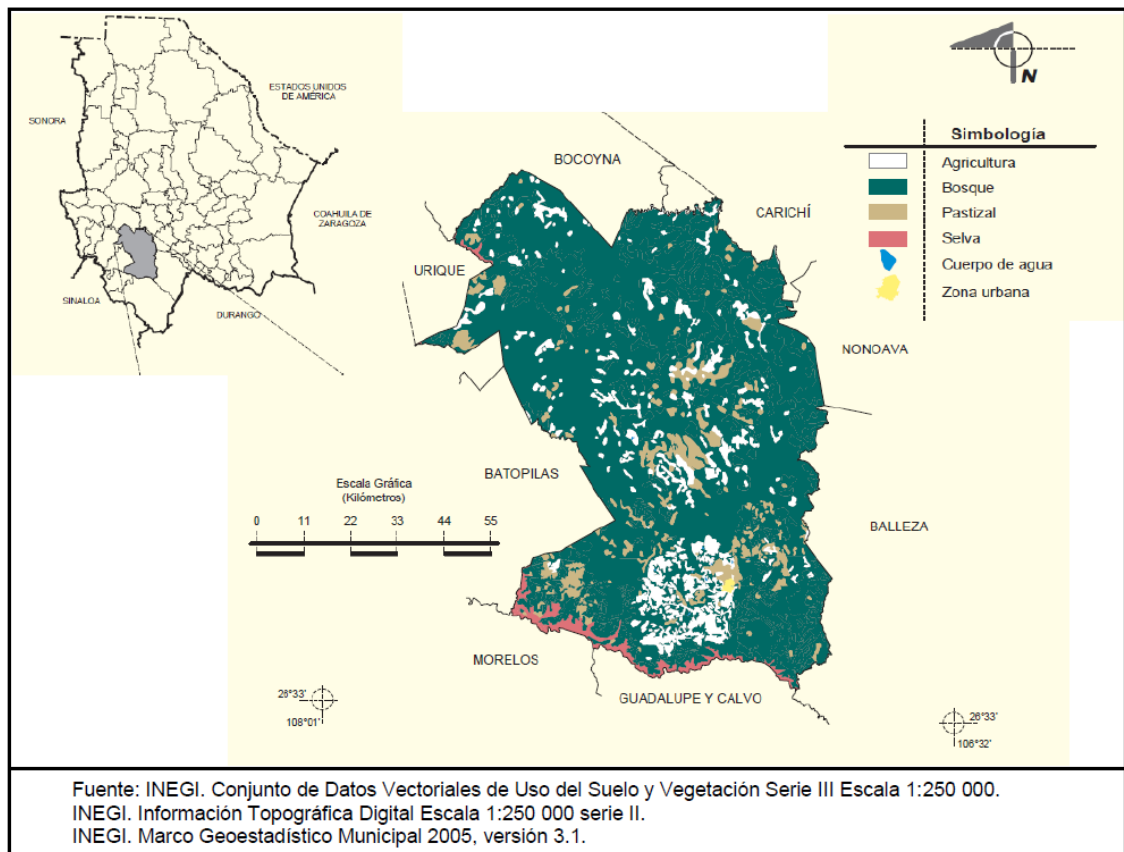 ESTADOS UNIDOS
DE AMÉRICA
SONORA
COAHUILA DE
ZARAGOZA
SINALOA
DURANGO
N
Simbología
Agricultura
Bosque
Pastizal
Selva
Cuerpo de agua
Zona urbana
BOCOYNA
CARICHÍ
URIQUE
NONOAVA
BATOPILAS
BALLEZA
Escala Gráfica
(Kilómetros)
0 11 22 33 44 55
MORELOS
GUADALUPE Y CALVO
26°33'
108°01'
26°33'
106°32'
Fuente: INEGI. Conjunto de Datos Vectoriales de Uso del Suelo y Vegetación Serie III Escala 1:250 000.
INEGI. Información Topográfica Digital Escala 1:250 000 serie II.
INEGI. Marco Geoestadístico Municipal 2005, versión 3.1.